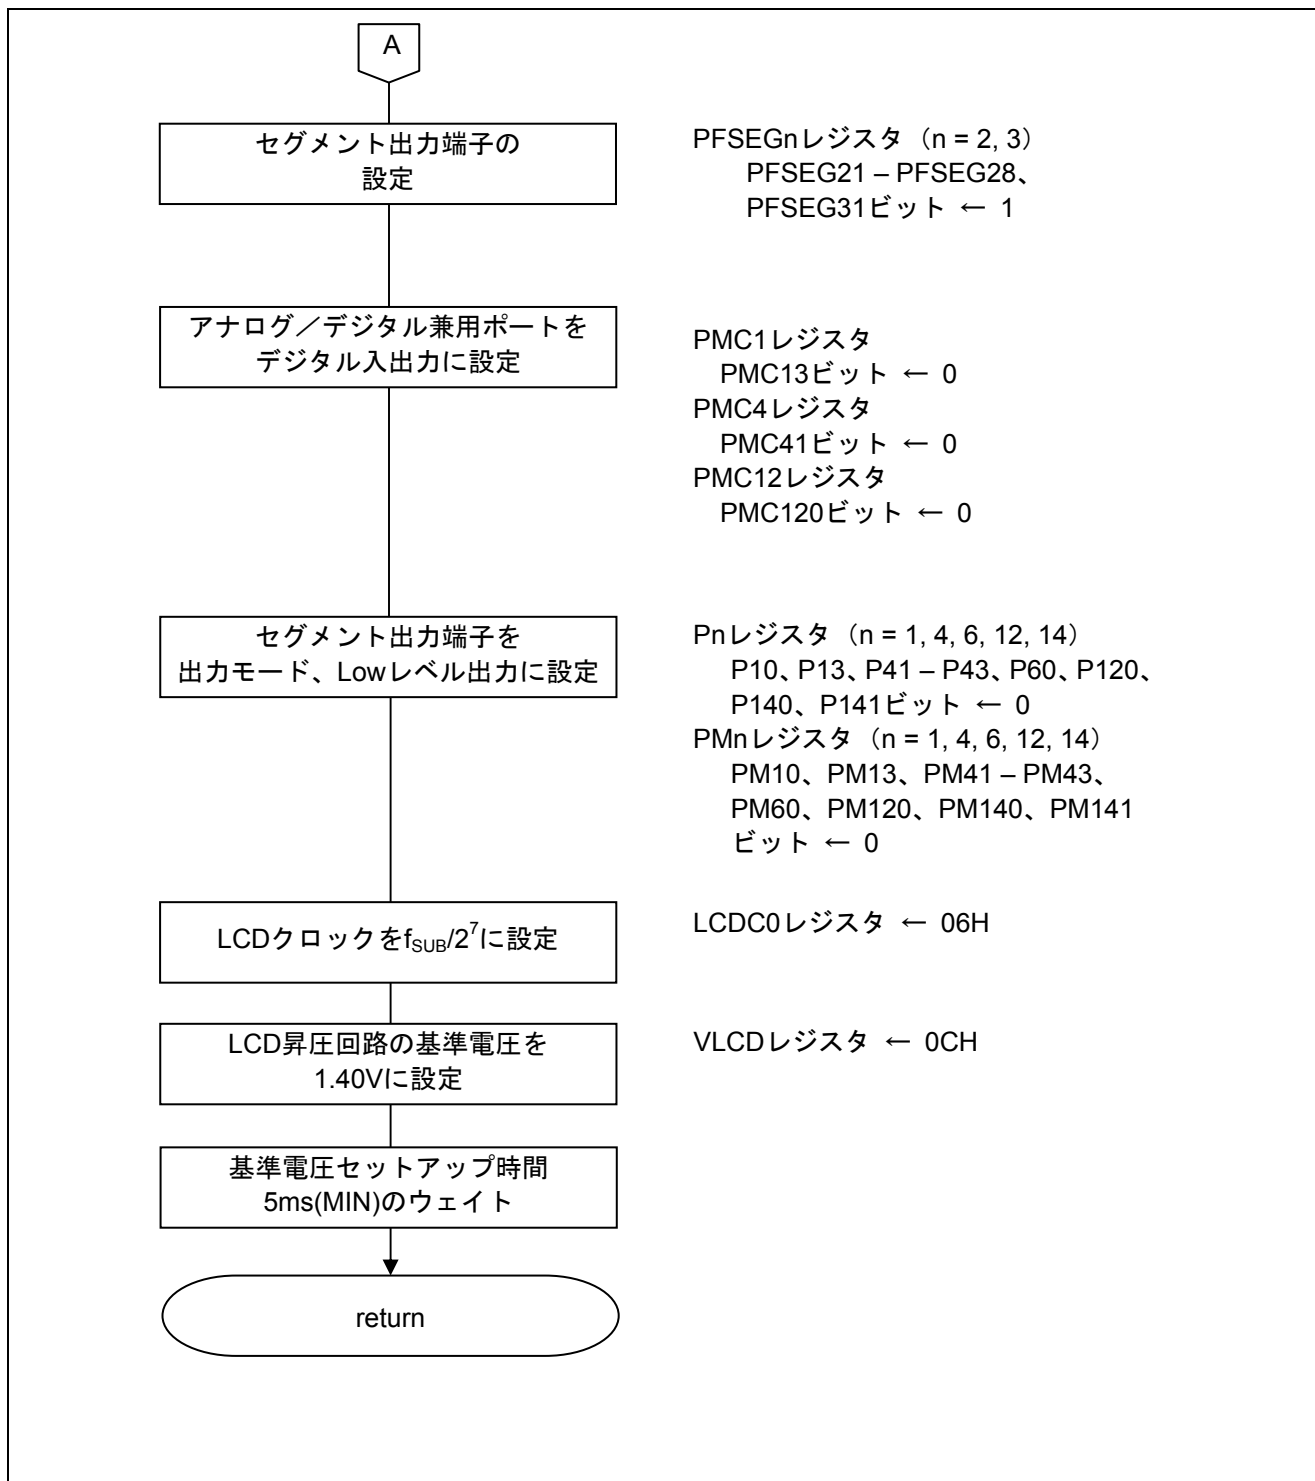 A
セグメント出力端子の
設定
PFSEGnレジスタ（n = 2, 3）
PFSEG21 – PFSEG28、
PFSEG31ビット ← 1
アナログ／デジタル兼用ポートを
デジタル入出力に設定
PMC1レジスタ
PMC13ビット ← 0
PMC4レジスタ
PMC41ビット ← 0
PMC12レジスタ
PMC120ビット ← 0
セグメント出力端子を
出力モード、Lowレベル出力に設定
Pnレジスタ（n = 1, 4, 6, 12, 14）
P10、P13、P41 – P43、P60、P120、
P140、P141ビット ← 0
PMnレジスタ（n = 1, 4, 6, 12, 14）
PM10、PM13、PM41 – PM43、
PM60、PM120、PM140、PM141
ビット ← 0
LCDクロックをfSUB/2⁷に設定
LCDC0レジスタ ← 06H
LCD昇圧回路の基準電圧を
1.40Vに設定
VLCDレジスタ ← 0CH
基準電圧セットアップ時間
5ms(MIN)のウェイト
return